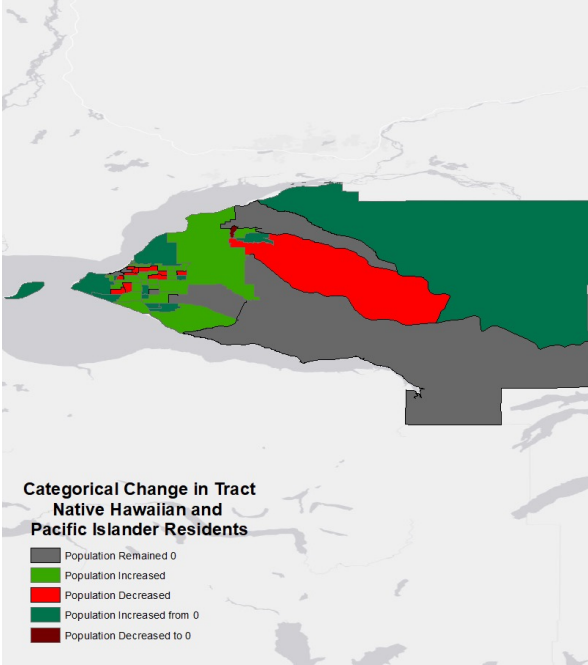 Categorical Change in Tract
Native Hawaiian and
Pacific Islander Residents
Population Remained 0
Population Increased
Population Decreased
Population Increased from 0
Population Decreased to 0